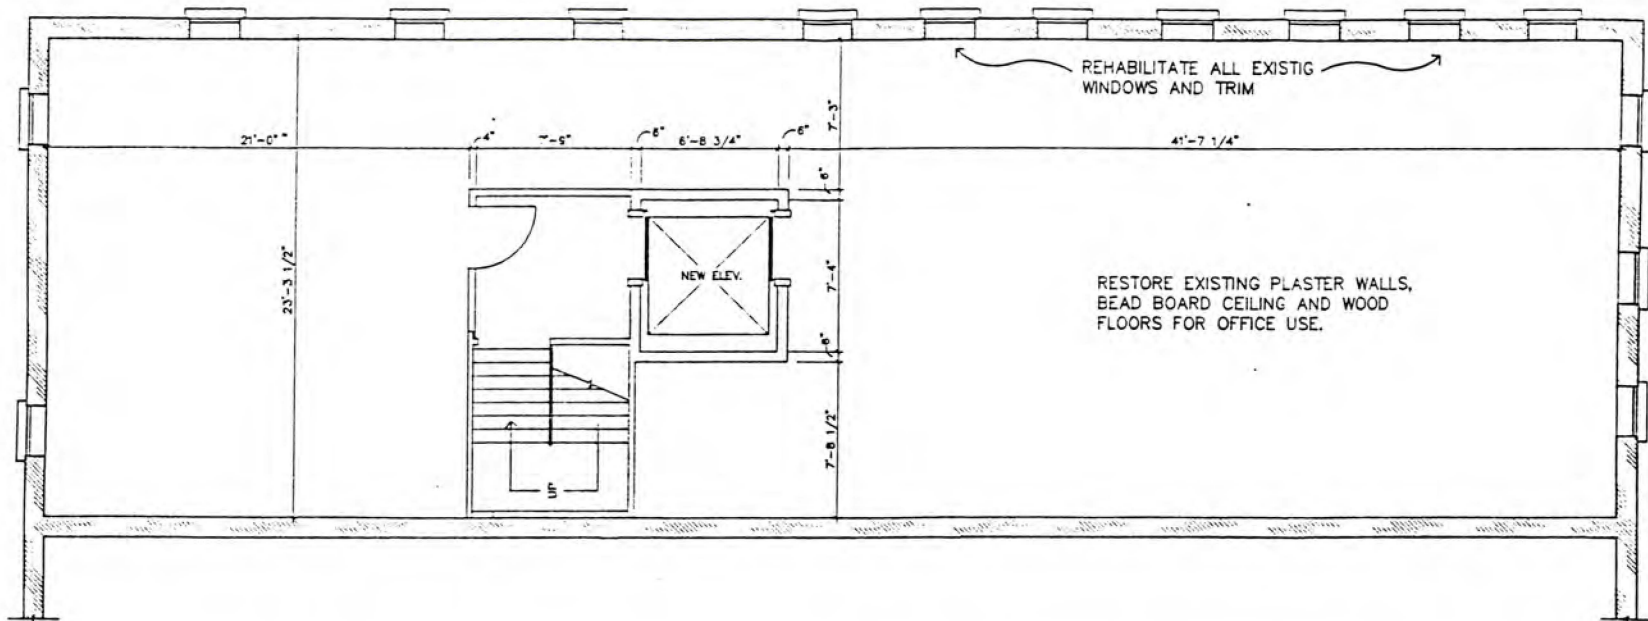 REHABILITATE ALL EXISTIG
WINDOWS AND TRIM
7'-3"
21'-0"
4"
7'-9"
6"
6'-8 3/4"
6"
41'-7 1/4"
6"
23'-3 1/2"
NEW ELEV.
7'-4"
RESTORE EXISTING PLASTER WALLS,
BEAD BOARD CEILING AND WOOD
FLOORS FOR OFFICE USE.
6"
7'-8 1/2"
UP